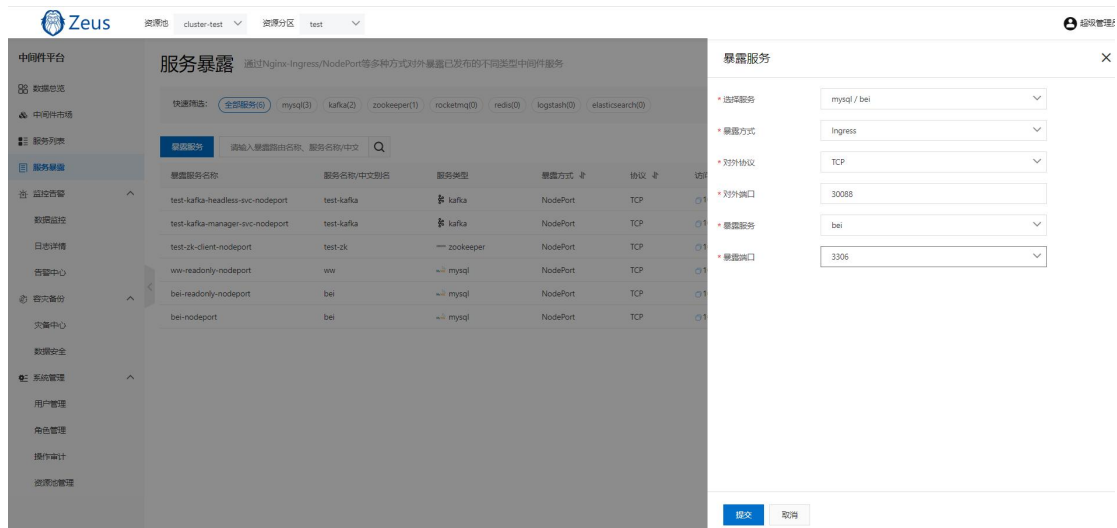 Zeus 资源池 cluster-test 资源分区 test 超级管理员
中间件平台
数据总览
中间件市场
服务列表
服务暴露
监控告警
数据监控
日志详情
告警中心
容灾备份
灾备中心
数据安全
系统管理
用户管理
角色管理
操作审计
资源池管理
服务暴露 通过Nginx-Ingress/NodePort等多种方式对外暴露已发布的不同类型中间件服务
快速筛选: 全部服务(6) mysql(3) kafka(2) zookeeper(1) rocketmq(0) redis(0) logstash(0) elasticsearch(0)
暴露服务 请输入暴露路由名称、服务名称/中文
暴露服务名称 服务名称/中文别名 服务类型 暴露方式 协议 访
test-kafka-headless-svc-nodeport test-kafka kafka NodePort TCP 1
test-kafka-manager-svc-nodeport test-kafka kafka NodePort TCP 1
test-zk-client-nodeport test-zk zookeeper NodePort TCP 1
ww-readonly-nodeport ww mysql NodePort TCP 1
bei-readonly-nodeport bei mysql NodePort TCP 1
bei-nodeport bei mysql NodePort TCP 1
暴露服务
* 选择服务 mysql / bei
* 暴露方式 Ingress
* 对外协议 TCP
* 对外端口 30088
* 暴露服务 bei
* 暴露端口 3306
提交 取消